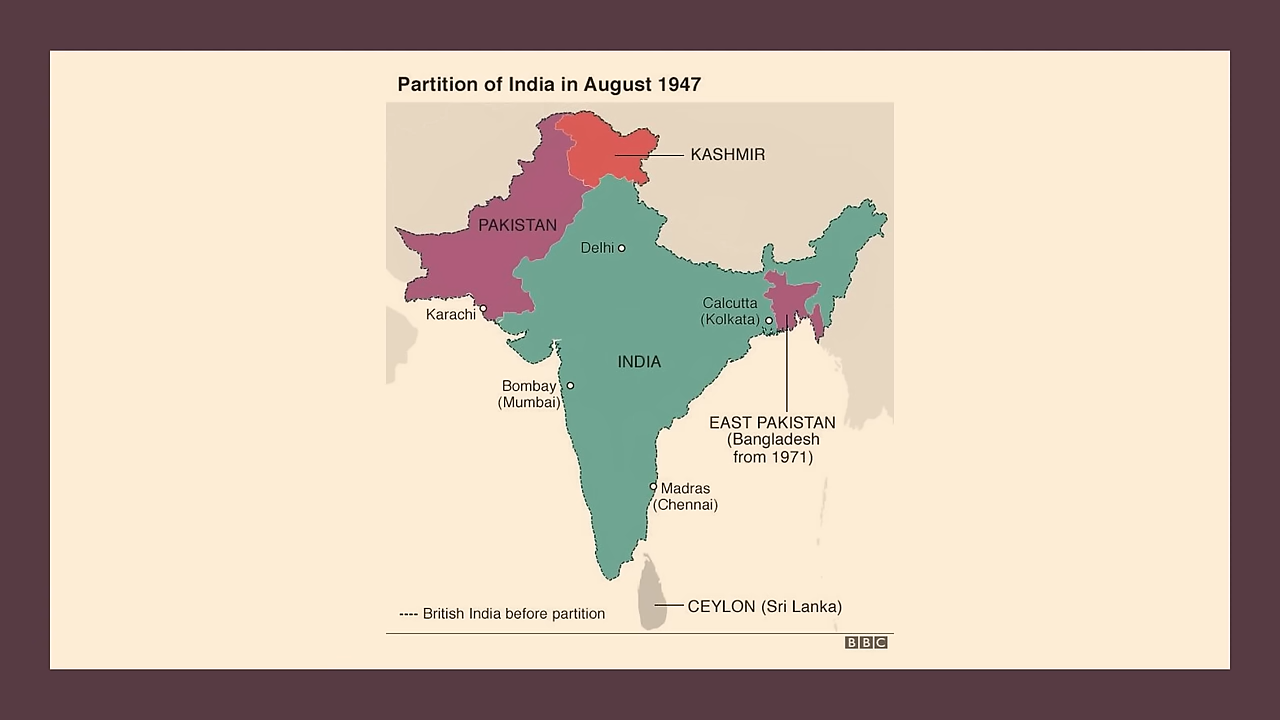 Partition of India in August 1947
KASHMIR
PAKISTAN
Delhi
Calcutta
(Kolkata)
Karachi
INDIA
Bombay
(Mumbai)
EAST PAKISTAN
(Bangladesh
from 1971)
Madras
(Chennai)
CEYLON (Sri Lanka)
---- British India before partition
BBC